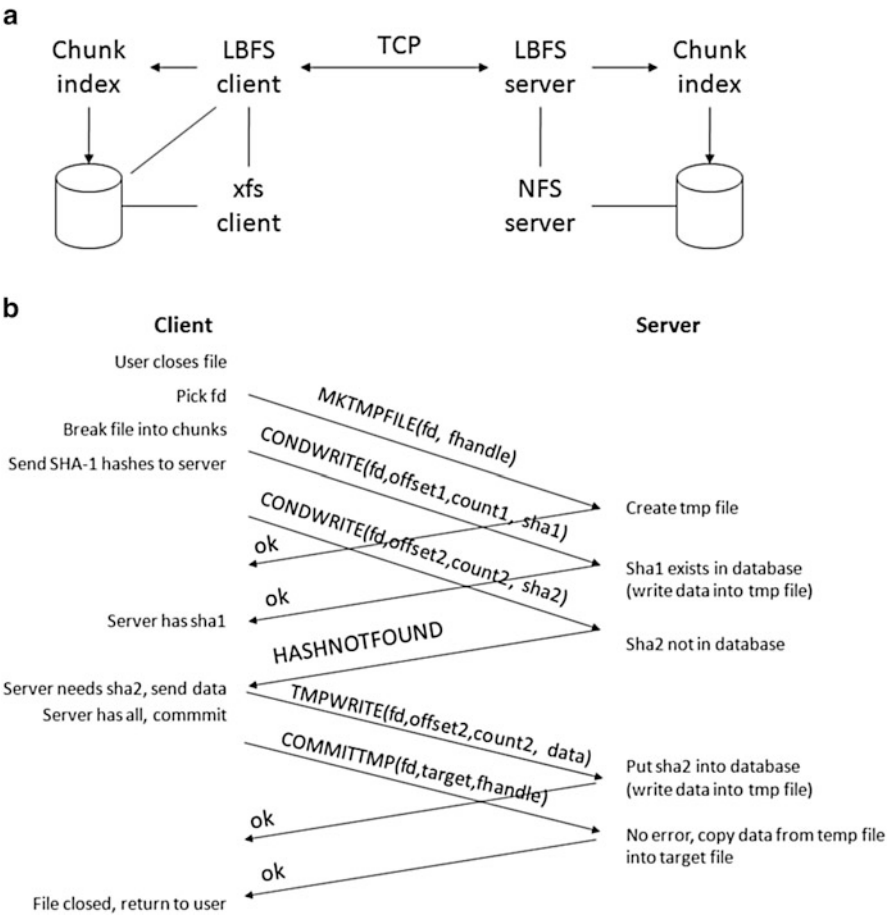 a
Chunk
index
LBFS
client
TCP
LBFS
server
Chunk
index
xfs
client
NFS
server
b
Client
Server
User closes file
Pick fd
MKTMPFILE(fd, fhandle)
Break file into chunks
Send SHA-1 hashes to server
CONDWRITE(fd,offset1,count1, sha1)
Create tmp file
CONDWRITE(fd,offset2,count2, sha2)
ok
Sha1 exists in database
(write data into tmp file)
ok
Server has sha1
Sha2 not in database
HASHNOTFOUND
Server needs sha2, send data
TMPWRITE(fd,offset2,count2, data)
Server has all, commmit
COMMITTMP(fd,target,fhandle)
Put sha2 into database
(write data into tmp file)
ok
No error, copy data from temp file
into target file
ok
File closed, return to user